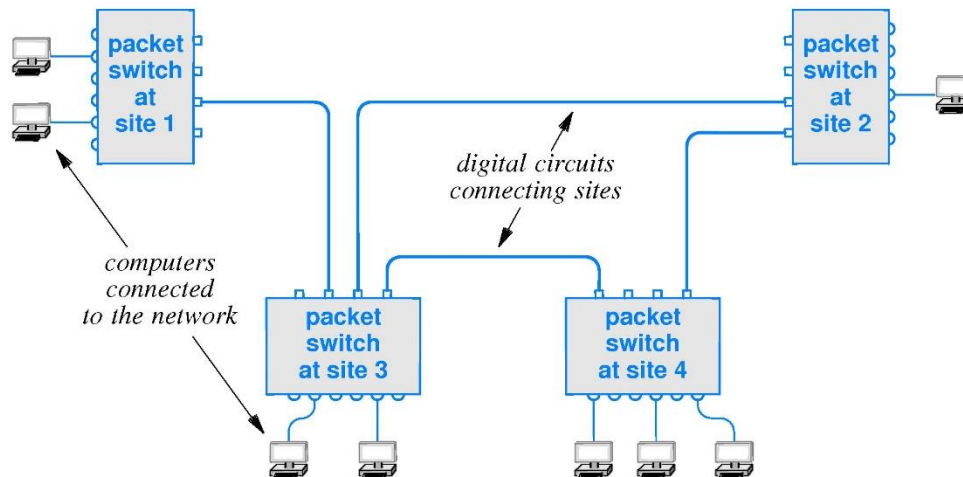 packet
switch
at
site 1
packet
switch
at
site 2
digital circuits
connecting sites
computers
connected
to the network
packet
switch
at site 3
packet
switch
at site 4